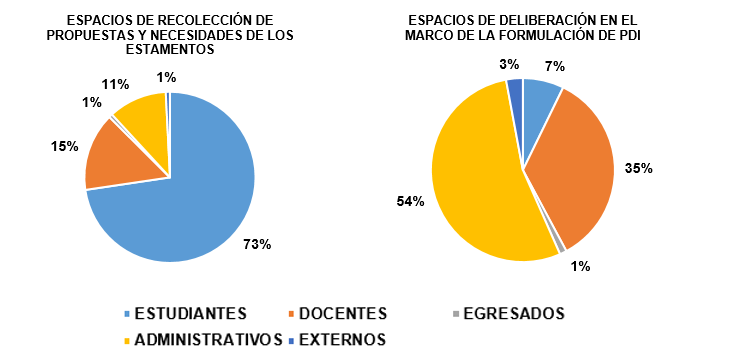 ESPACIOS DE RECOLECCIÓN DE
PROPUESTAS Y NECESIDADES DE LOS
ESTAMENTOS
1%
11%
1%
15%
73%
ESPACIOS DE DELIBERACIÓN EN EL
MARCO DE LA FORMULACIÓN DE PDI
3%
7%
35%
54%
1%
ESTUDIANTES
DOCENTES
EGRESADOS
ADMINISTRATIVOS
EXTERNOS